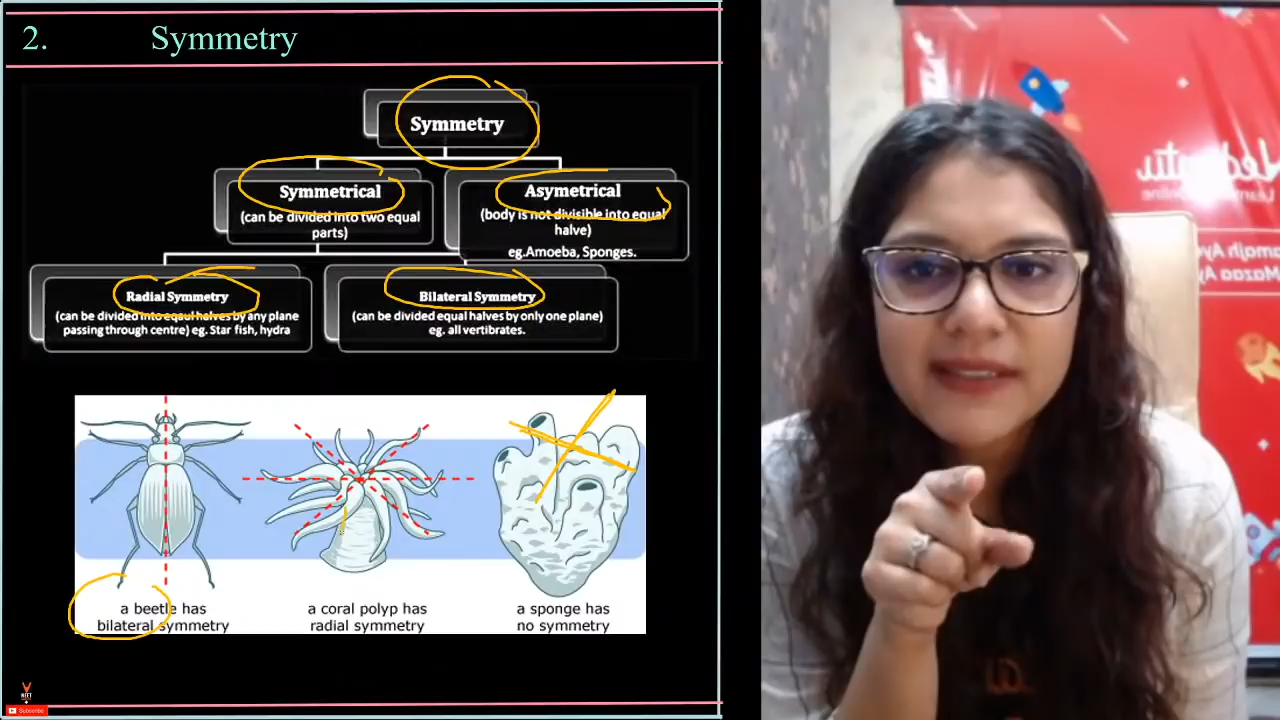 2. Symmetry
Symmetry
Symmetrical
(can be divided into two equal
parts)
Asymetrical
(body is not divisible into equal
halve)
eg.Amoeba, Sponges.
Radial Symmetry
(can be divided into eqaul halves by any plane
passing through centre) eg. Star fish, hydra
Bilateral Symmetry
(can be divided equal halves by only one plane)
eg. all vertibrates.
a beetle has
bilateral symmetry
a coral polyp has
radial symmetry
a sponge has
no symmetry
NEET
Subscribe